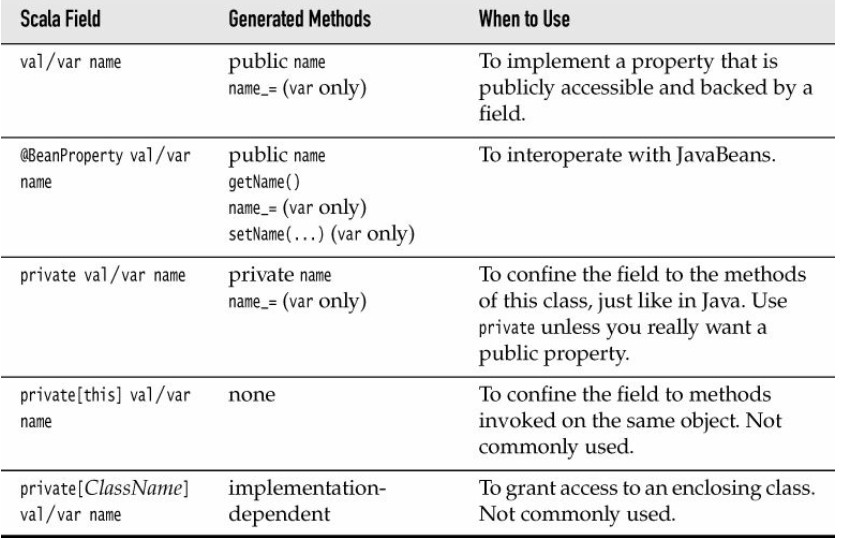 Scala Field Generated Methods When to Use
val/var name public name To implement a property that is
name_= (var only) publicly accessible and backed by a
field.
@BeanProperty val/var public name To interoperate with JavaBeans.
name getName()
name_= (var only)
setName(...) (var only)
private val/var name private name To confine the field to the methods
name_= (var only) of this class, just like in Java. Use
private unless you really want a
public property.
private[this] val/var none To confine the field to methods
name invoked on the same object. Not
commonly used.
private[ClassName] implementation- To grant access to an enclosing class.
val/var name dependent Not commonly used.